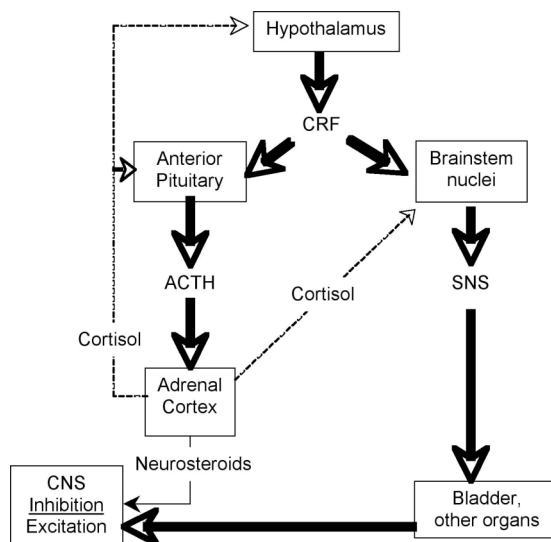 Hypothalamus
CRF
Anterior
Pituitary
Brainstem
nuclei
ACTH
Cortisol
SNS
Cortisol
Adrenal
Cortex
Neurosteroids
CNS
Inhibition
Excitation
Bladder,
other organs